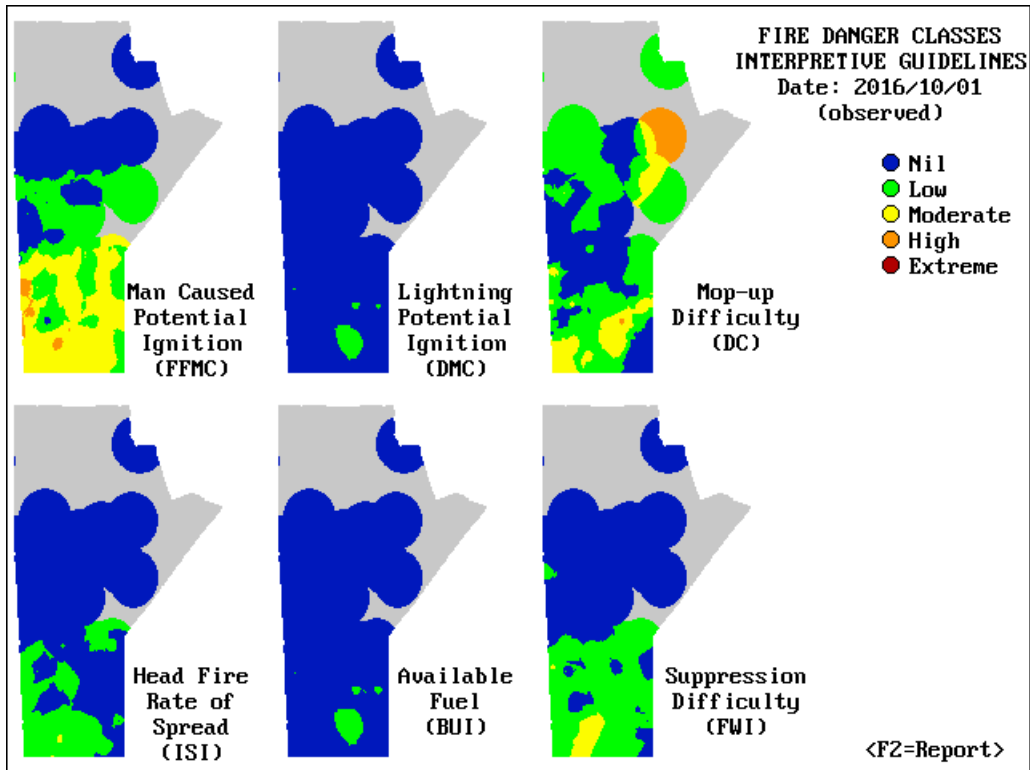 FIRE DANGER CLASSES
INTERPRETIVE GUIDELINES
Date: 2016/10/01
(observed)
Nil
Low
Moderate
High
Extreme
Man Caused
Potential
Ignition
(FFMC)
Lightning
Potential
Ignition
(DMC)
Mop-up
Difficulty
(DC)
Head Fire
Rate of
Spread
(ISI)
Available
Fuel
(BUI)
Suppression
Difficulty
(FWI)
<F2=Report>